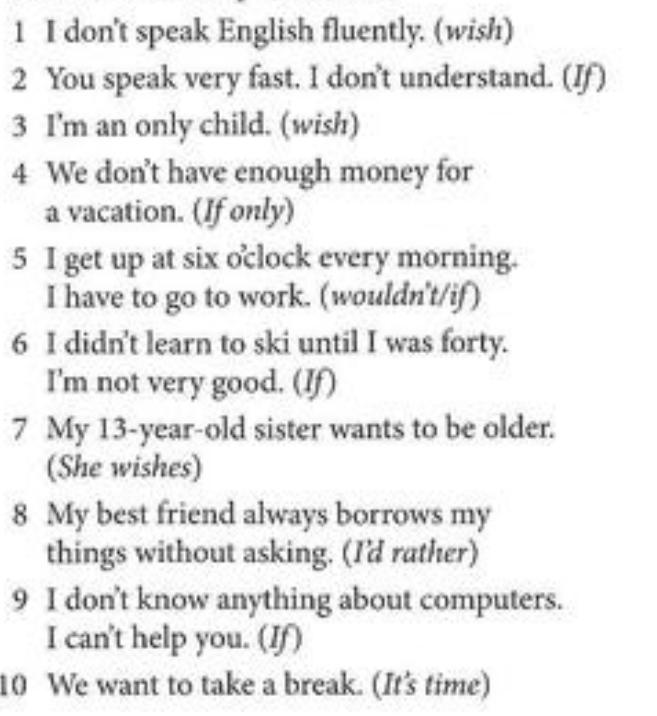 1 I don't speak English fluently. (wish)
2 You speak very fast. I don't understand. (If)
3 I'm an only child. (wish)
4 We don't have enough money for
a vacation. (If only)
5 I get up at six o'clock every morning.
I have to go to work. (wouldn't/if)
6 I didn't learn to ski until I was forty.
I'm not very good. (If)
7 My 13-year-old sister wants to be older.
(She wishes)
8 My best friend always borrows my
things without asking. (I'd rather)
9 I don't know anything about computers.
I can't help you. (If)
10 We want to take a break. (It's time)